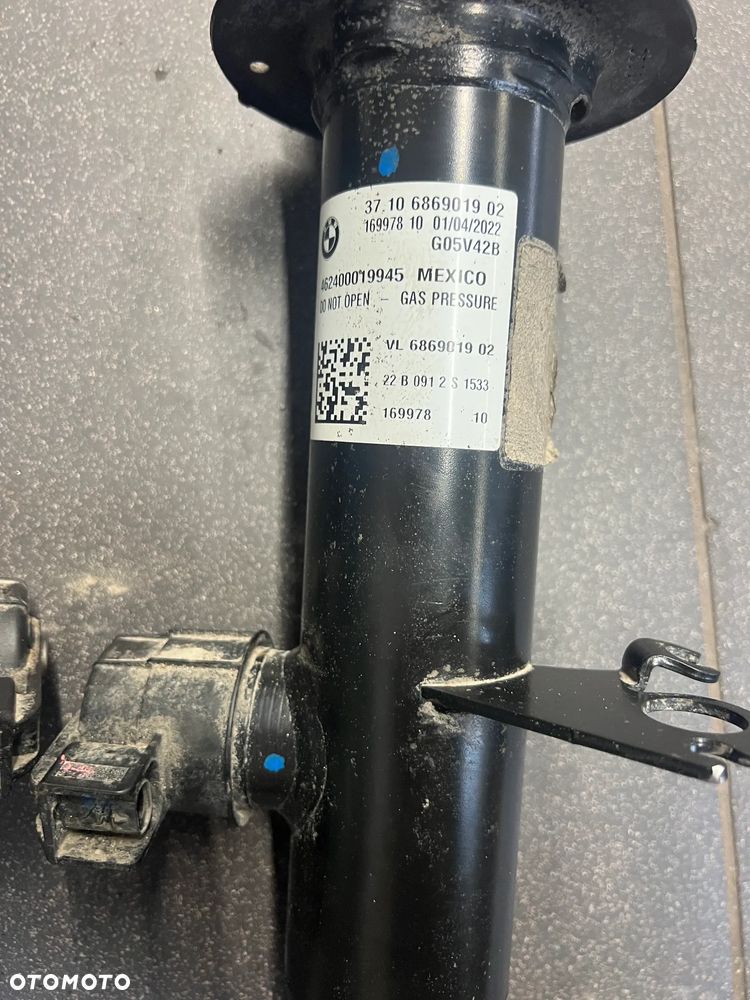 37.10 6869019 02
169978 10 01/04/2022
G05V42B
462400019945 MEXICO
DO NOT OPEN - GAS PRESSURE
VL 6869019 02
22 B 091 2 S 1533
169978 10
OTOMOTO